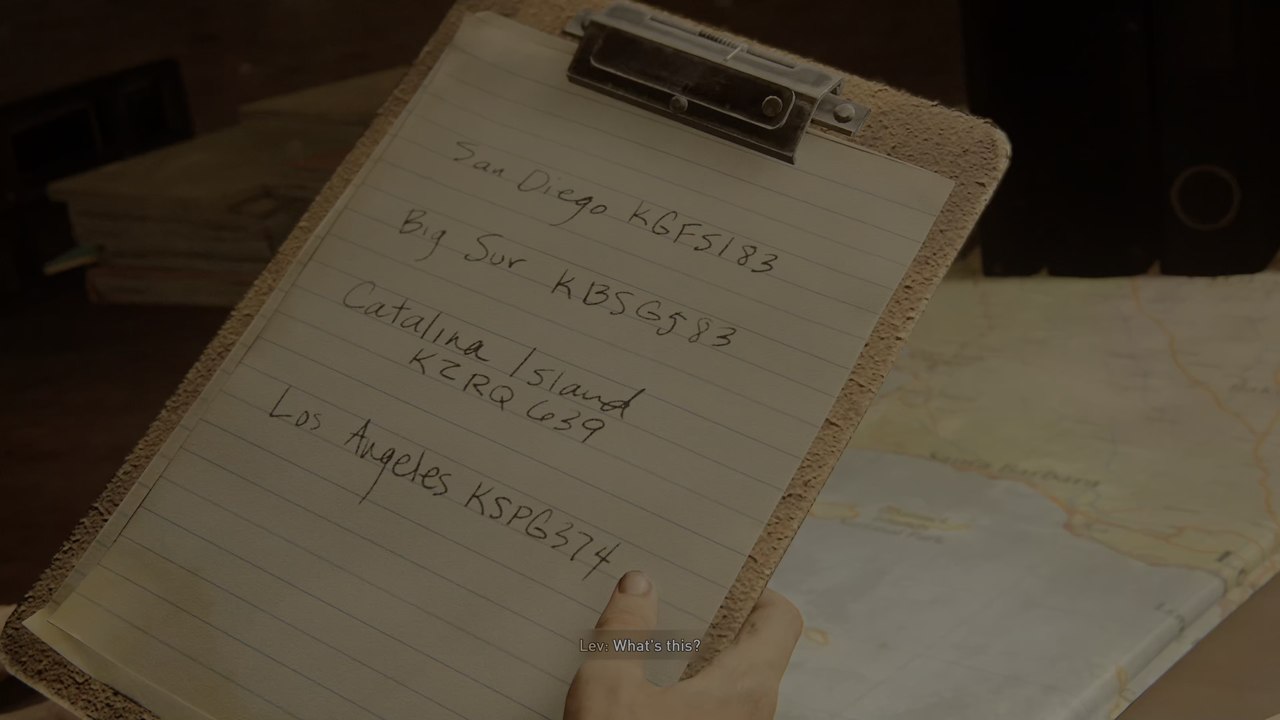 San Diego KGFS183
Big Sur KBSG583
Catalina Island
KZRQ639
Los Angeles KSPG374
Lev: What's this?